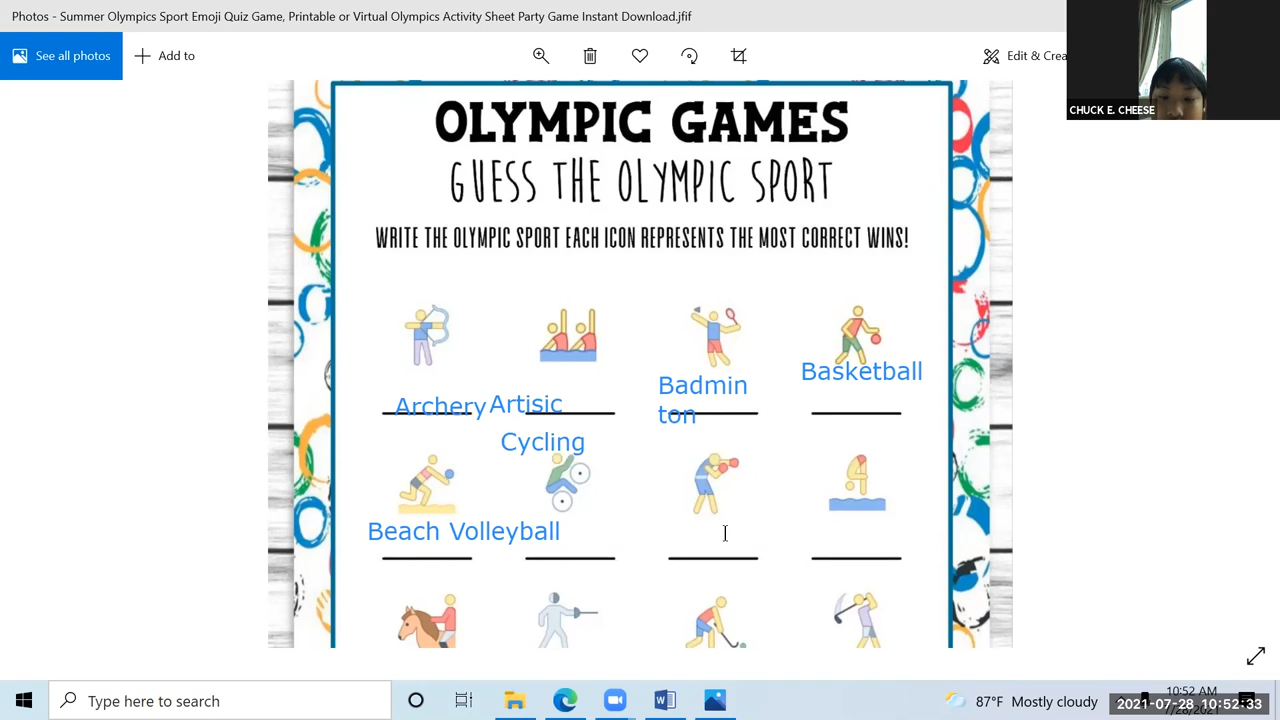 Photos - Summer Olympics Sport Emoji Quiz Game, Printable or Virtual Olympics Activity Sheet Party Game Instant Download.jfif
See all photos
Add to
Edit & Crea
CHUCK E. CHEESE
OLYMPIC GAMES
GUESS THE OLYMPIC SPORT
WRITE THE OLYMPIC SPORT EACH ICON REPRESENTS THE MOST CORRECT WINS!
Archery
Artisic
Badmin
ton
Basketball
Beach Volleyball
Cycling
Type here to search
87°F Mostly cloudy
10:52 AM
7/28/2021
2021-07-28 10:52:33